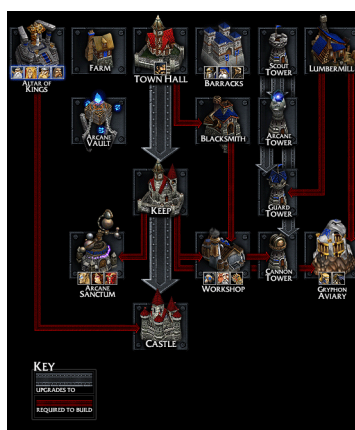 Altar of
Kings
Farm
Town Hall
Barracks
Scout
Tower
Lumbermill
Arcane
Vault
Blacksmith
Arcane
Tower
Keep
Guard
Tower
Arcane
Sanctum
Workshop
Cannon
Tower
Gryphon
Aviary
Castle
Key
upgrades to
required to build